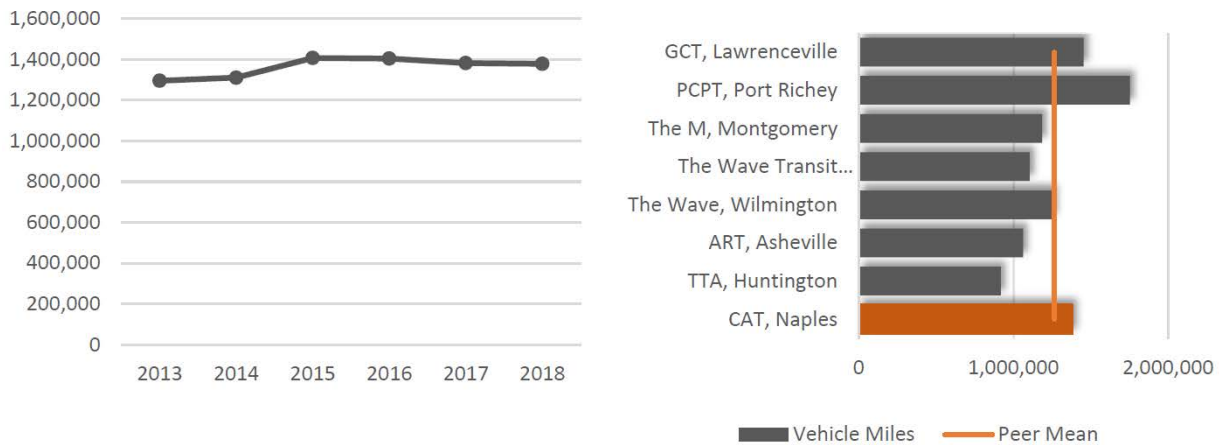 1,600,000
1,400,000
1,200,000
1,000,000
800,000
600,000
400,000
200,000
0
2013 2014 2015 2016 2017 2018
GCT, Lawrenceville
PCPT, Port Richey
The M, Montgomery
The Wave Transit...
The Wave, Wilmington
ART, Asheville
TTA, Huntington
CAT, Naples
0 1,000,000 2,000,000
Vehicle Miles Peer Mean